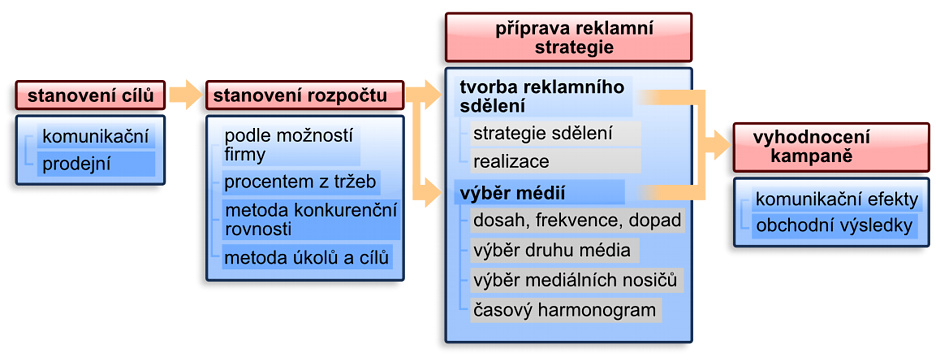 stanovení cílů
komunikační
prodejní
stanovení rozpočtu
podle možností
firmy
procentem z tržeb
metoda konkurenční
rovnosti
metoda úkolů a cílů
příprava reklamní
strategie
tvorba reklamního
sdělení
strategie sdělení
realizace
výběr médií
dosah, frekvence, dopad
výběr druhu média
výběr mediálních nosičů
časový harmonogram
vyhodnocení
kampaně
komunikační efekty
obchodní výsledky